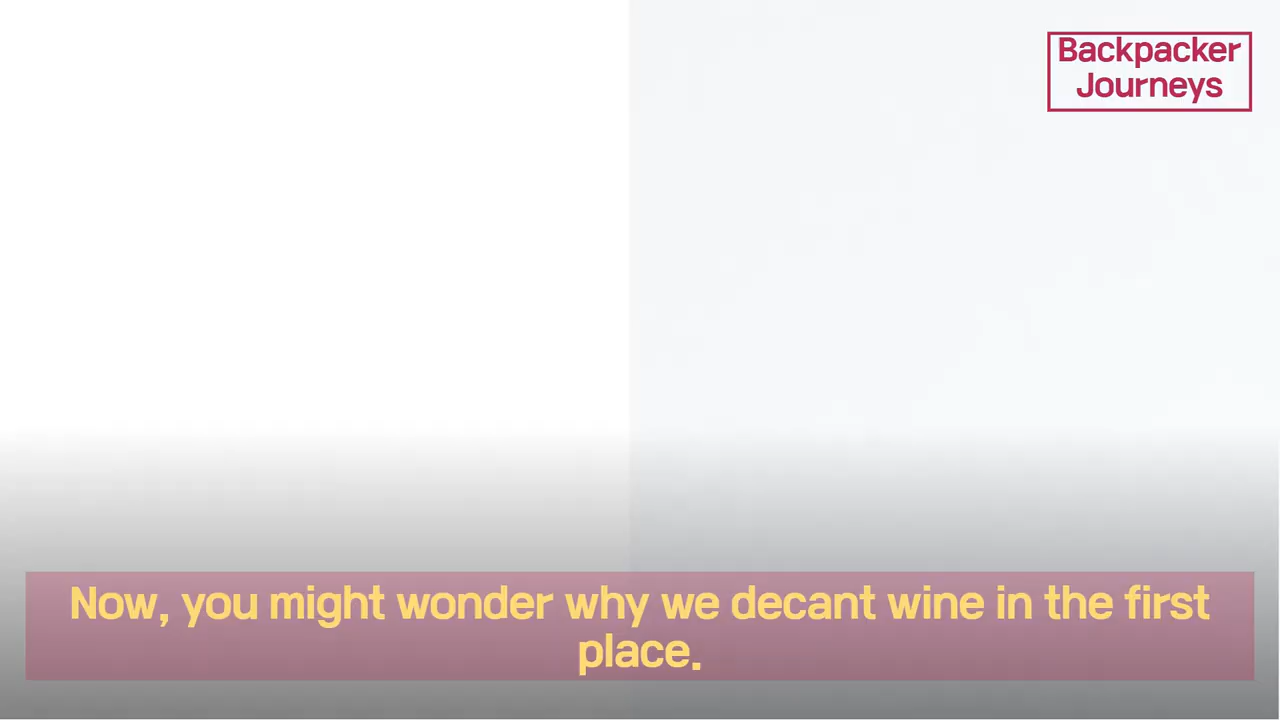 Backpacker
Journeys
Now, you might wonder why we decant wine in the first
place.